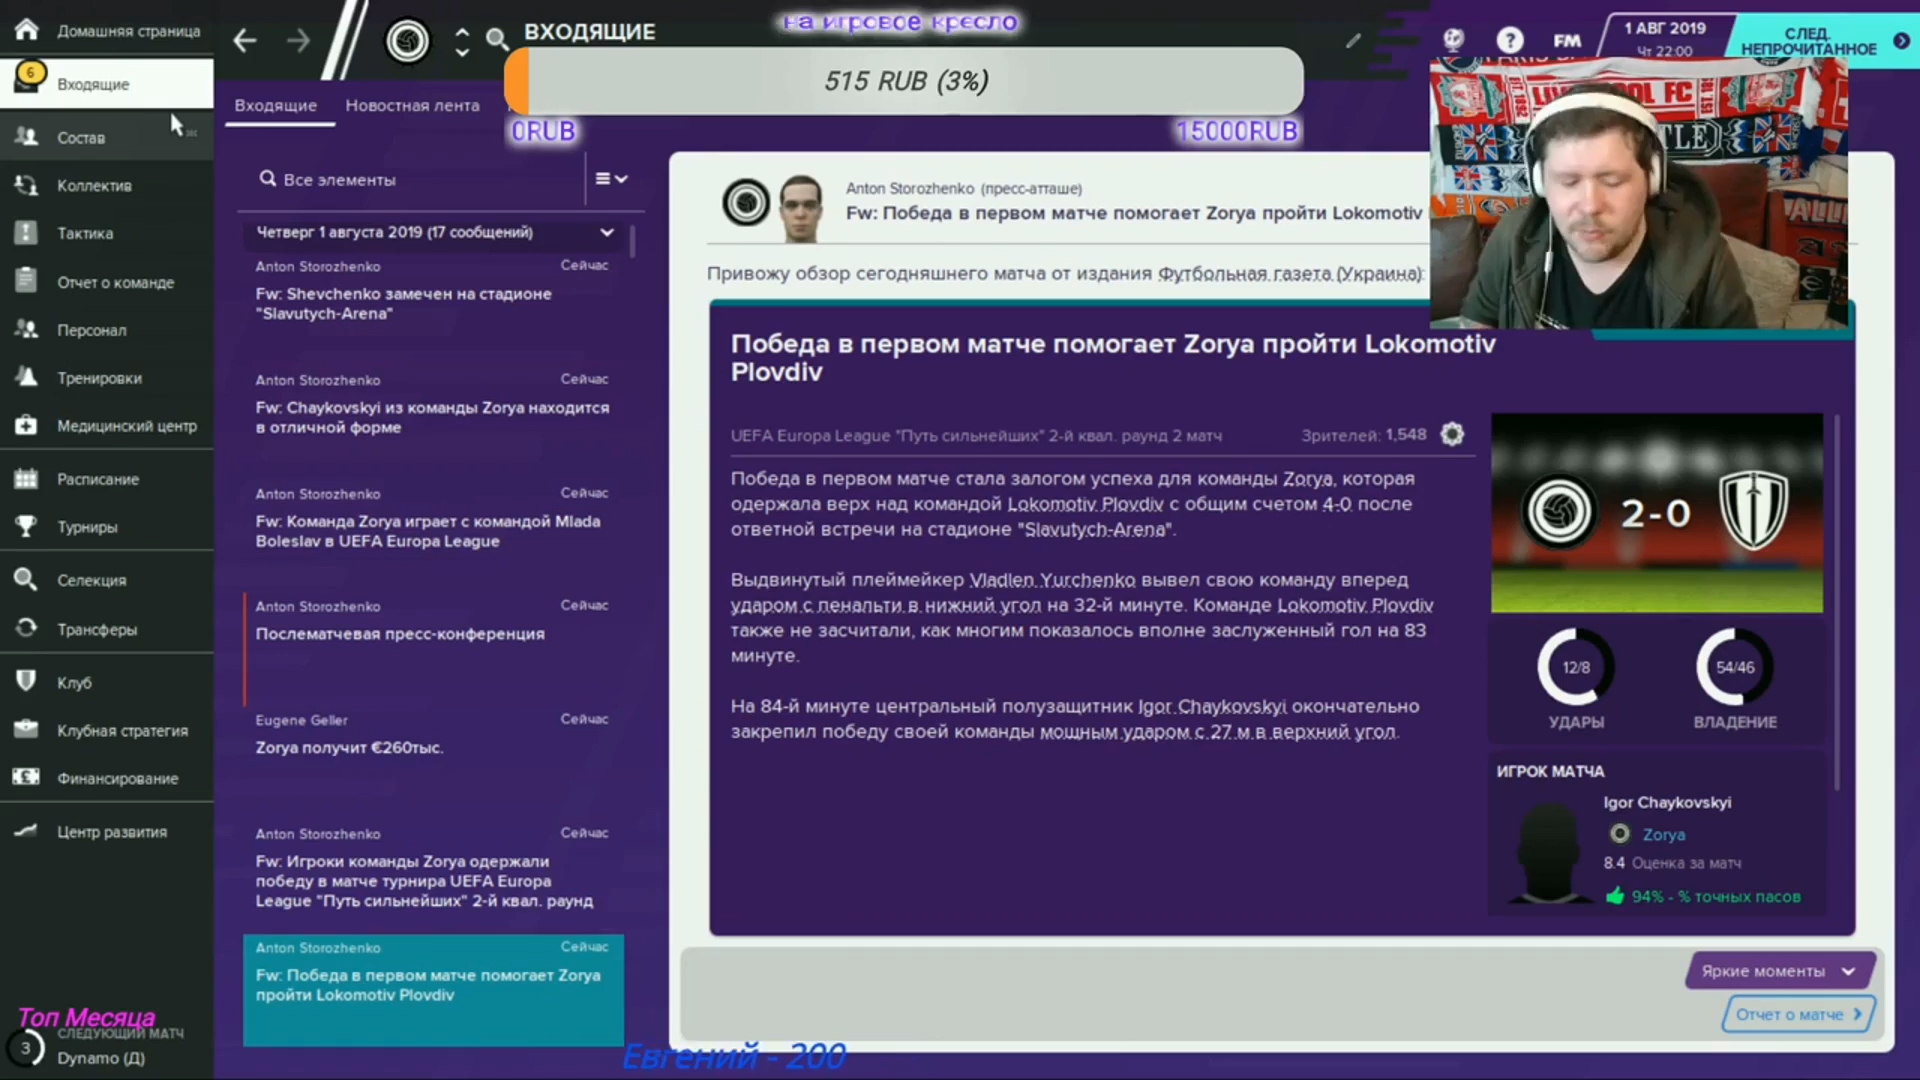 Домашняя страница
6
Входящие
Состав
Коллектив
Тактика
Отчет о команде
Персонал
Тренировки
Медицинский центр
Расписание
Турниры
Селекция
Трансферы
Клуб
Клубная стратегия
Финансирование
Центр развития
Топ Месяца
СЛЕДУЮЩИЙ МАТЧ
3
Dynamo (Д)
ВХОДЯЩИЕ
на игровое кресло
515 RUB (3%)
0RUB
15000RUB
?
FM
1 АВГ 2019
Чт 22:00
СЛЕД.
НЕПРОЧИТАННОЕ
Входящие
Новостная лента
Все элементы
Четверг 1 августа 2019 (17 сообщений)
Anton Storozhenko
Сейчас
Fw: Shevchenko замечен на стадионе
"Slavutych-Arena"
Anton Storozhenko
Сейчас
Fw: Chaykovskyi из команды Zorya находится
в отличной форме
Anton Storozhenko
Сейчас
Fw: Команда Zorya играет с командой Mlada
Boleslav в UEFA Europa League
Anton Storozhenko
Сейчас
Послематчевая пресс-конференция
Eugene Geller
Сейчас
Zorya получит €260тыс.
Anton Storozhenko
Сейчас
Fw: Игроки команды Zorya одержали
победу в матче турнира UEFA Europa
League "Путь сильнейших" 2-й квал. раунд
Anton Storozhenko
Сейчас
Fw: Победа в первом матче помогает Zorya
пройти Lokomotiv Plovdiv
Евгений - 200
Anton Storozhenko (пресс-атташе)
Fw: Победа в первом матче помогает Zorya пройти Lokomotiv
Привожу обзор сегодняшнего матча от издания Футбольная газета (Украина):
Победа в первом матче помогает Zorya пройти Lokomotiv
Plovdiv
UEFA Europa League "Путь сильнейших" 2-й квал. раунд 2 матч
Зрителей: 1,548
Победа в первом матче стала залогом успеха для команды Zorya, которая
одержала верх над командой Lokomotiv Plovdiv с общим счетом 4-0 после
ответной встречи на стадионе "Slavutych-Arena".
Выдвинутый плеймейкер Vladlen Yurchenko вывел свою команду вперед
ударом с пенальти в нижний угол на 32-й минуте. Команде Lokomotiv Plovdiv
также не засчитали, как многим показалось вполне заслуженный гол на 83
минуте.
На 84-й минуте центральный полузащитник Igor Chaykovskyi окончательно
закрепил победу своей команды мощным ударом с 27 м в верхний угол.
2-0
12/8
УДАРЫ
54/46
ВЛАДЕНИЕ
ИГРОК МАТЧА
Igor Chaykovskyi
Zorya
8.4 Оценка за матч
94% - % точных пасов
Яркие моменты
Отчет о матче